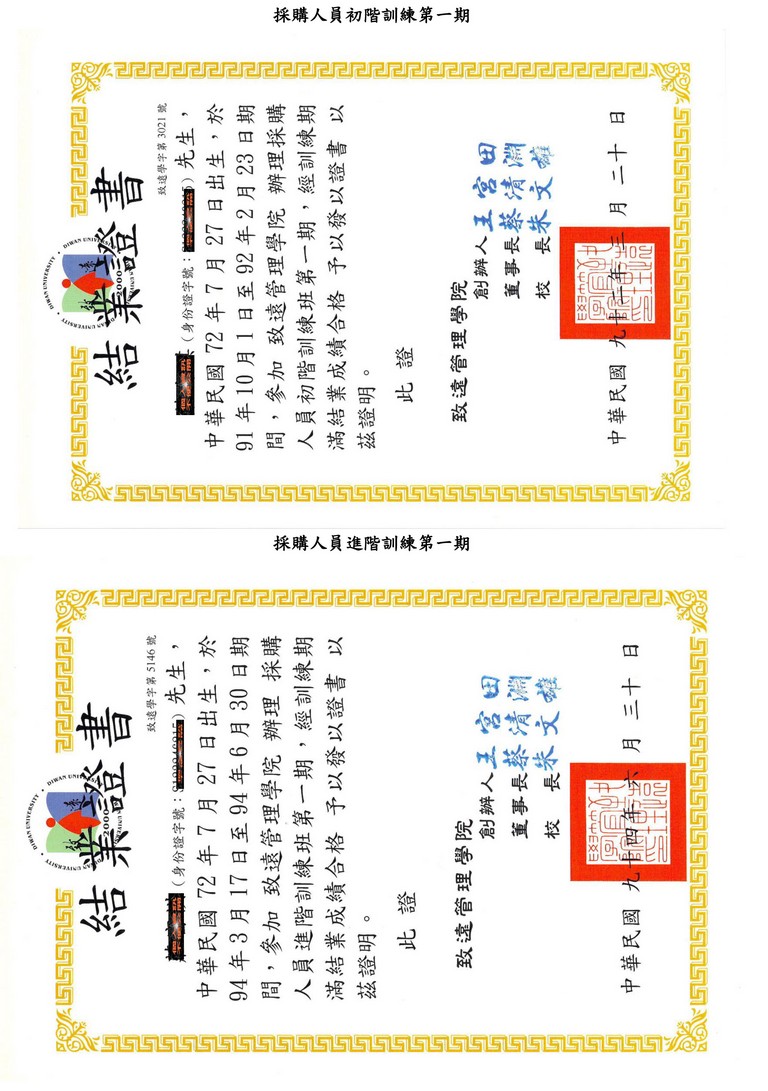 採購人員初階訓練第一期
結業證書
DIWAN UNIVERSITY
2000
致遠學字第 3021 號
(身份證字號: ) 先生,
中華民國 72 年 7 月 27 日出生,於
91 年 10 月 1 日至 92 年 2 月 23 日期
間,參加 致遠管理學院 辦理採購
人員初階訓練班第一期,經訓練期
滿結業成績合格 予以發以證書 以
茲證明。
此 證
致遠管理學院
創辦人 王宮田
董事長 蔡清淵
校 長 朱文雄
中華民國 九十二年 三 月 二十 日
採購人員進階訓練第一期
結業證書
DIWAN UNIVERSITY
2000
致遠學字第 5146 號
(身份證字號: ) 先生,
中華民國 72 年 7 月 27 日出生,於
94 年 3 月 17 日至 94 年 6 月 30 日期
間,參加 致遠管理學院 辦理 採購
人員進階訓練班第一期,經訓練期
滿結業成績合格 予以發以證書 以
茲證明。
此 證
致遠管理學院
創辦人 王宮田
董事長 蔡清淵
校 長 朱文雄
中華民國 九十四年 六 月 三十 日